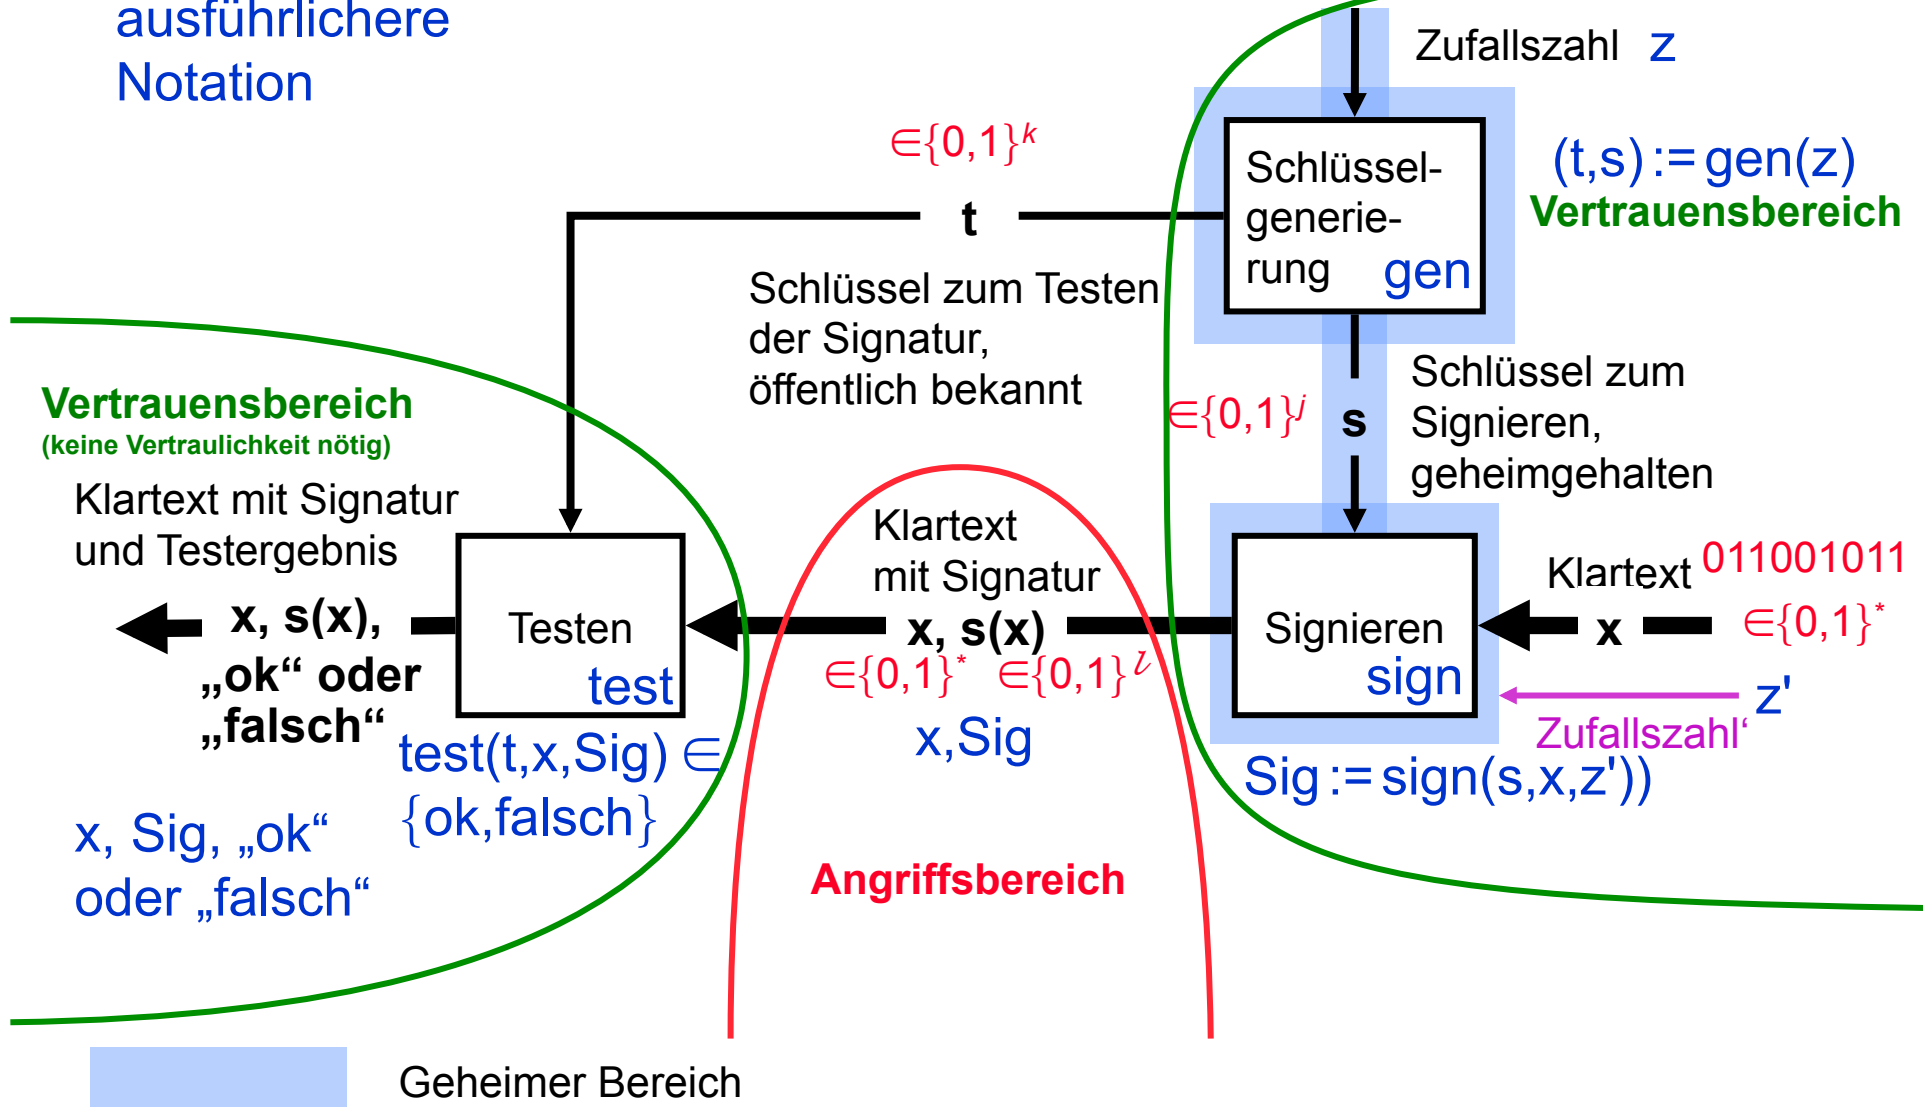 ausführlichere
Notation
Zufallszahl z
∈{0,1}ᵏ
Schlüssel-
generie-
rung gen
(t,s) := gen(z)
Vertrauensbereich
t
Schlüssel zum Testen
der Signatur,
öffentlich bekannt
∈{0,1}ʲ
s
Schlüssel zum
Signieren,
geheimgehalten
Vertrauensbereich
(keine Vertraulichkeit nötig)
Klartext mit Signatur
und Testergebnis
x, s(x),
„ok“ oder
„falsch“
Testen
test
test(t,x,Sig) ∈
{ok,falsch}
x, Sig, „ok“
oder „falsch“
Klartext
mit Signatur
x, s(x)
∈{0,1}* ∈{0,1}ˡ
x,Sig
Angriffsbereich
Signieren
sign
Sig := sign(s,x,z'))
Klartext 011001011
x ∈{0,1}*
z'
Zufallszahl‘
Geheimer Bereich